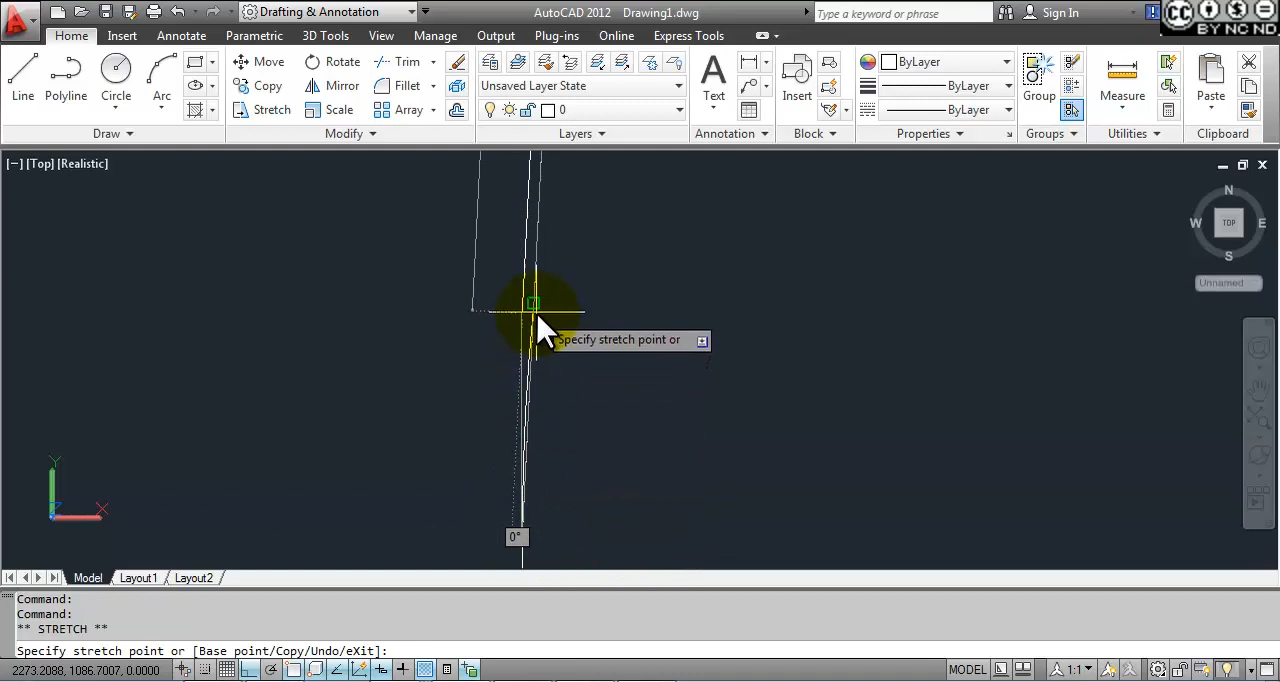 Drafting & Annotation
AutoCAD 2012 Drawing1.dwg
Type a keyword or phrase
Sign In
CC BY NC ND
Home Insert Annotate Parametric 3D Tools View Manage Output Plug-ins Online Express Tools
Move Rotate Trim
Copy Mirror Fillet
Stretch Scale Array
Line Polyline Circle Arc
Unsaved Layer State
0
Text
Insert
ByLayer
ByLayer
ByLayer
Group
Measure
Paste
Draw Modify Layers Annotation Block Properties Groups Utilities Clipboard
[−] [Top] [Realistic]
N
W TOP E
S
Unnamed
Specify stretch point or
0°
Y
Z X
Model Layout1 Layout2
Command:
Command:
** STRETCH **
Specify stretch point or [Base point/Copy/Undo/eXit]:
2273.2088, 1086.7007, 0.0000
MODEL 1:1